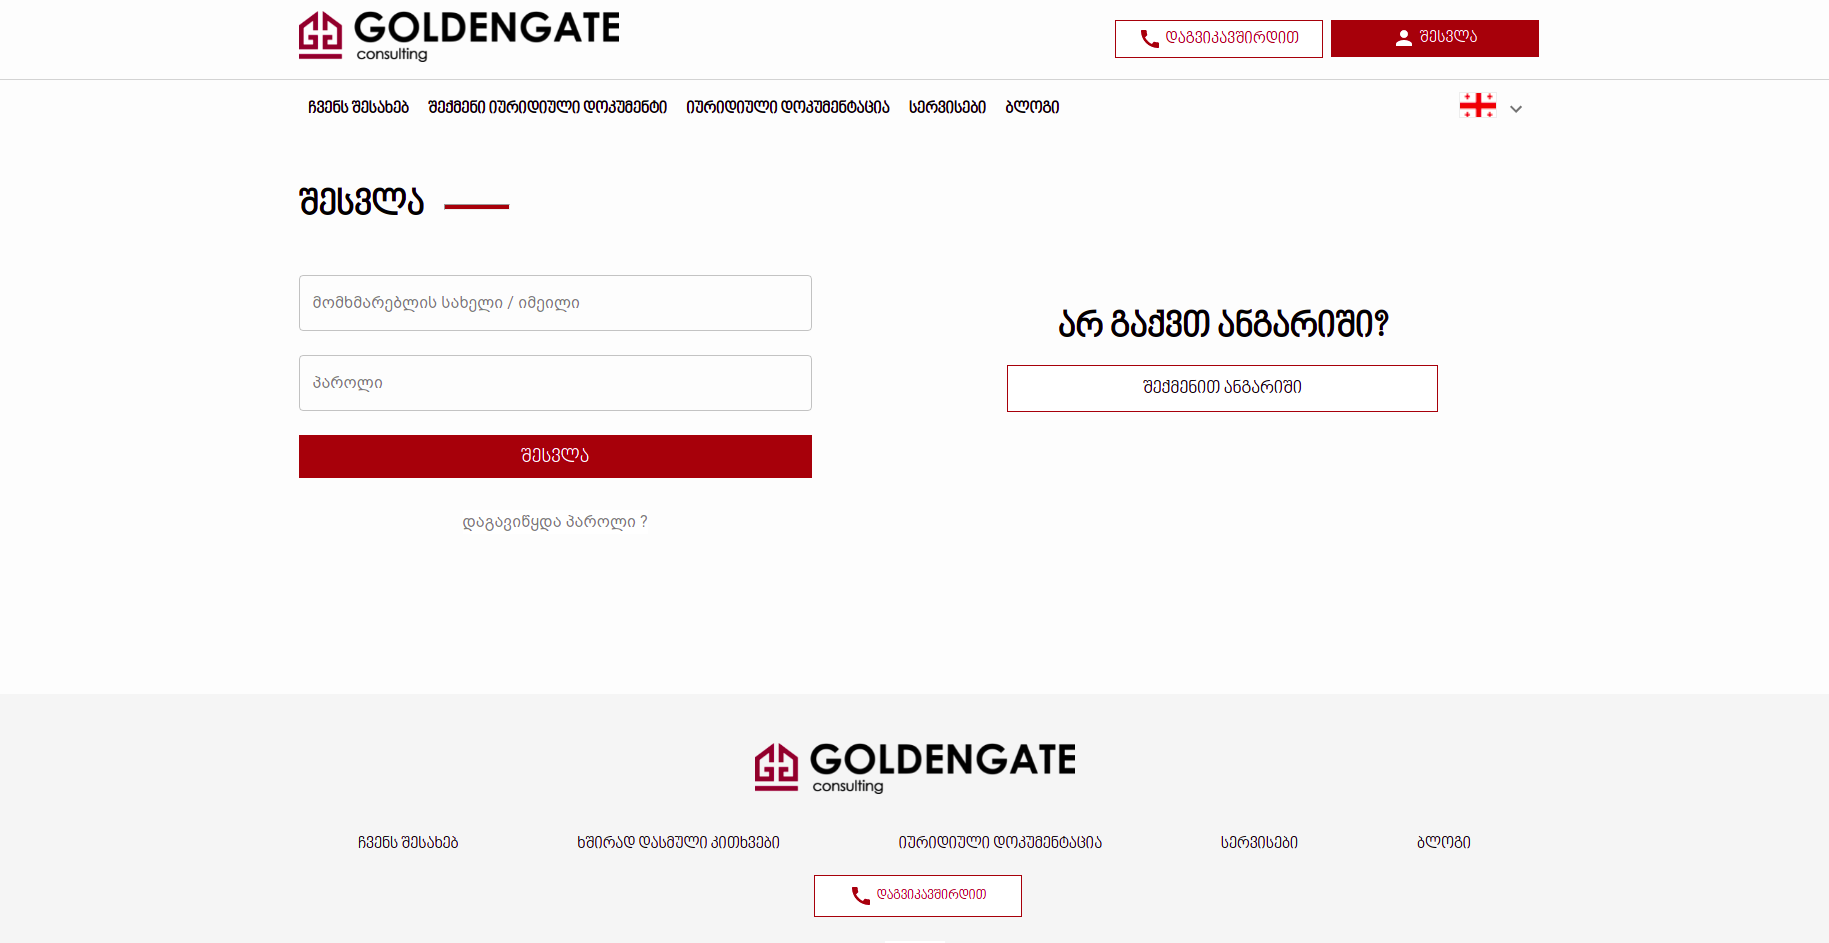 GOLDENGATE
consulting
დაგვიკავშირდით
შესვლა
ჩვენს შესახებ
შექმენი იურიდიული დოკუმენტი
იურიდიული დოკუმენტაცია
სერვისები
ბლოგი
შესვლა
მომხმარებლის სახელი / იმეილი
პაროლი
შესვლა
დაგავიწყდა პაროლი ?
არ გაქვთ ანგარიში?
შექმენით ანგარიში
GOLDENGATE
consulting
ჩვენს შესახებ
ხშირად დასმული კითხვები
იურიდიული დოკუმენტაცია
სერვისები
ბლოგი
დაგვიკავშირდით